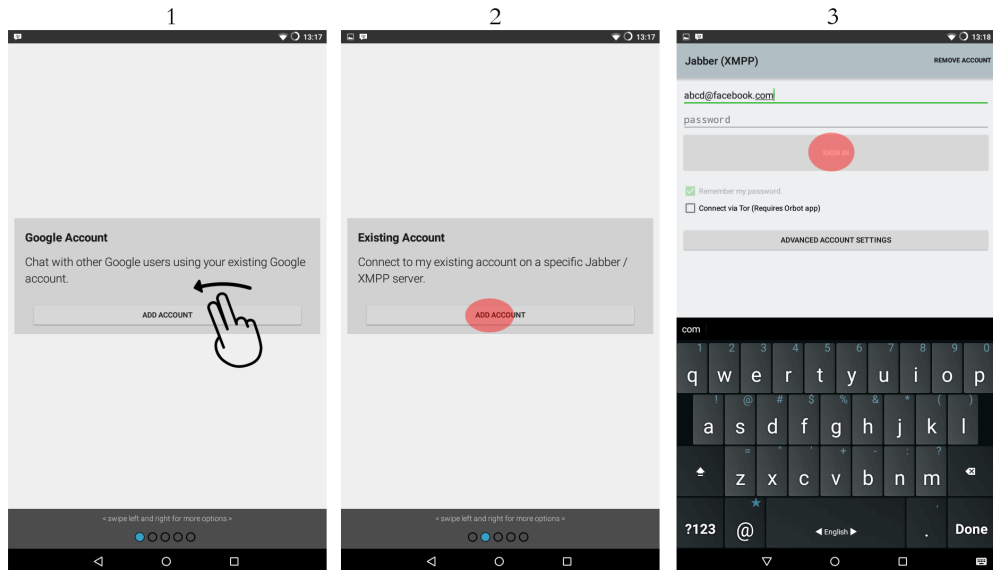 1
13:17
Google Account
Chat with other Google users using your existing Google
account.
ADD ACCOUNT
< swipe left and right for more options >
2
13:17
Existing Account
Connect to my existing account on a specific Jabber /
XMPP server.
ADD ACCOUNT
< swipe left and right for more options >
3
13:18
Jabber (XMPP)
REMOVE ACCOUNT
abcd@facebook.com
password
SIGN IN
Remember my password.
Connect via Tor (Requires Orbot app)
ADVANCED ACCOUNT SETTINGS
com
1 2 3 4 5 6 7 8 9 0
q w e r t y u i o p
! @ # $ % & * ( )
a s d f g h j k l
= " ' + - : ?
z x c v b n m
?123 @ English . Done